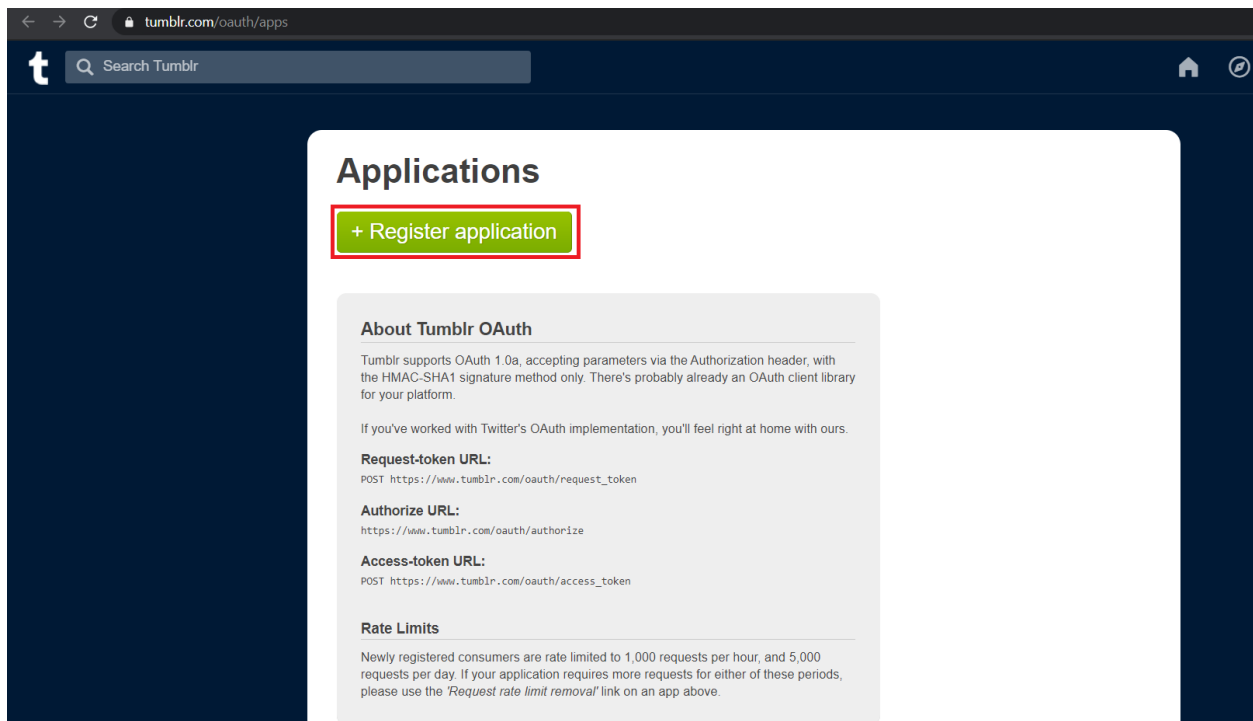 tumblr.com/oauth/apps
t Search Tumblr
Applications
+ Register application
About Tumblr OAuth
Tumblr supports OAuth 1.0a, accepting parameters via the Authorization header, with
the HMAC-SHA1 signature method only. There's probably already an OAuth client library
for your platform.
If you've worked with Twitter's OAuth implementation, you'll feel right at home with ours.
Request-token URL:
POST https://www.tumblr.com/oauth/request_token
Authorize URL:
https://www.tumblr.com/oauth/authorize
Access-token URL:
POST https://www.tumblr.com/oauth/access_token
Rate Limits
Newly registered consumers are rate limited to 1,000 requests per hour, and 5,000
requests per day. If your application requires more requests for either of these periods,
please use the 'Request rate limit removal' link on an app above.